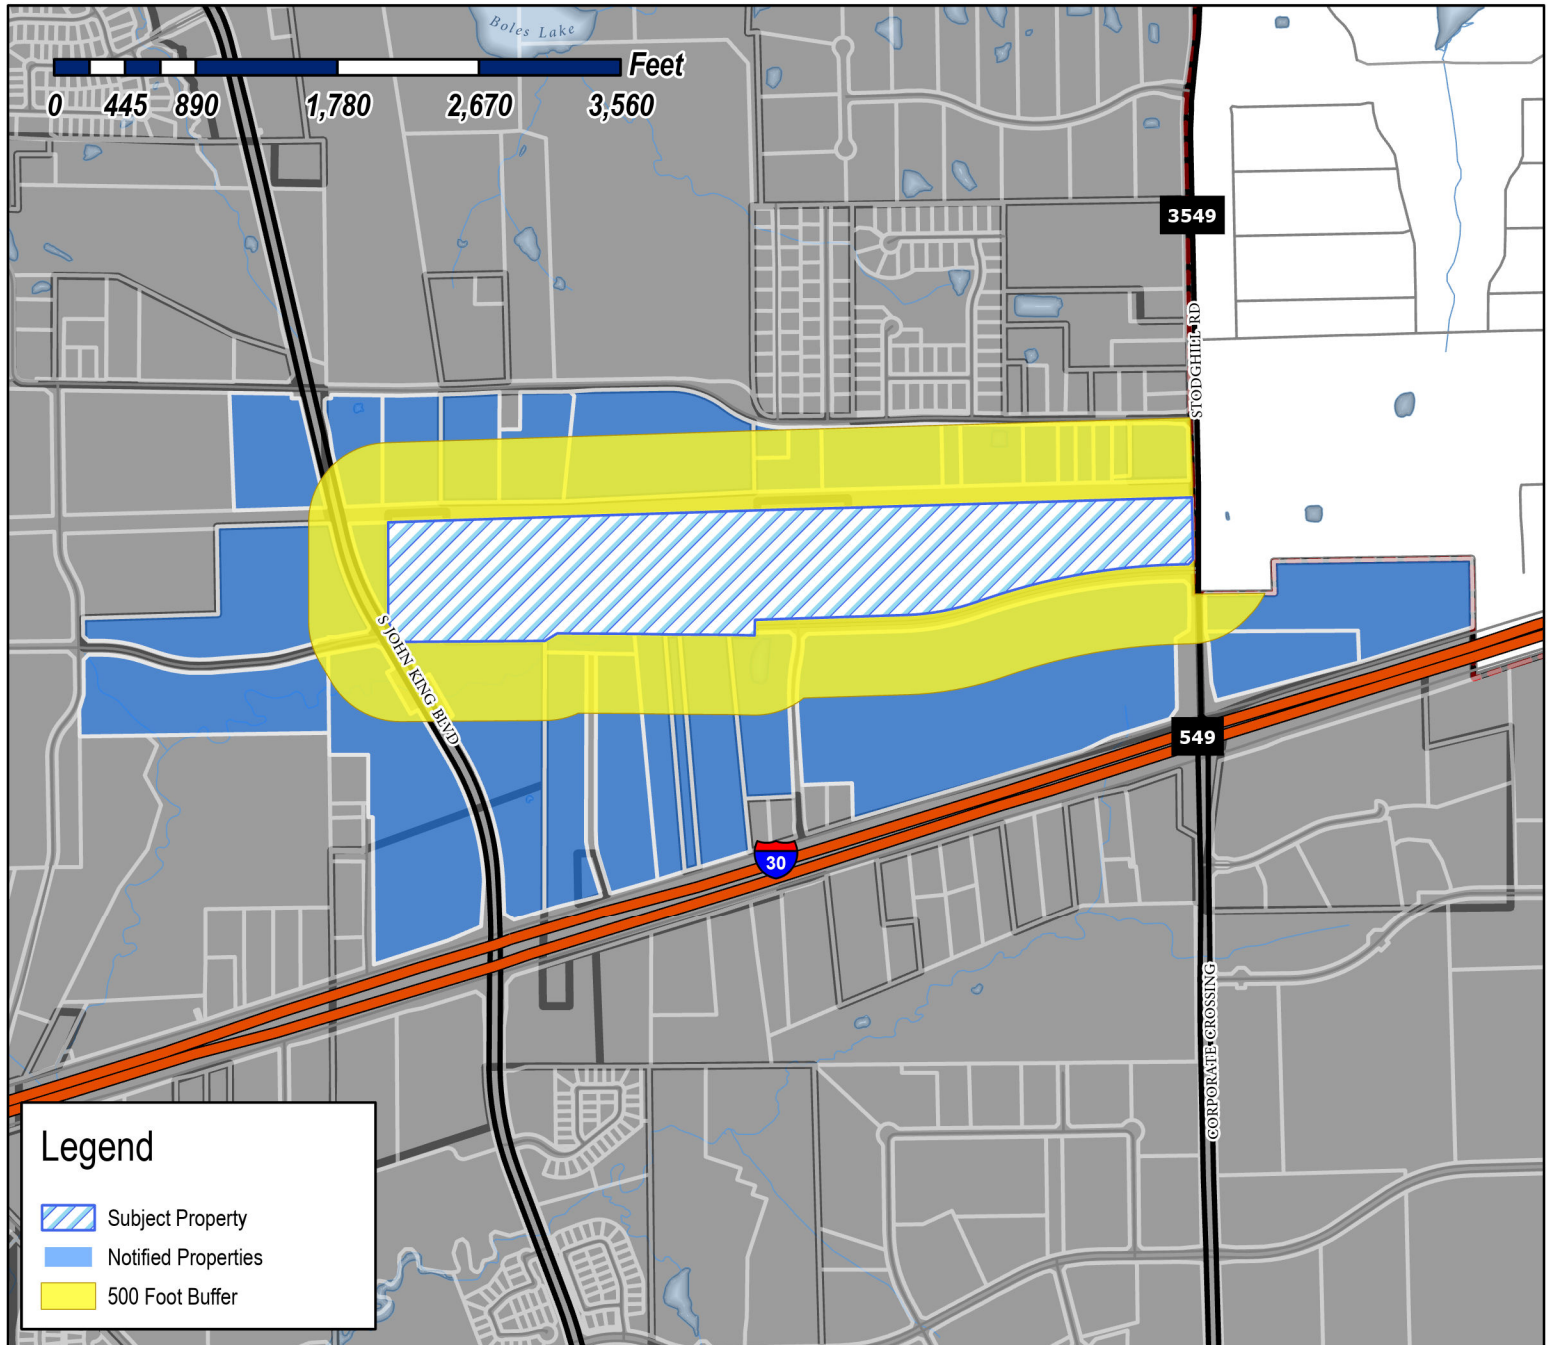 Boles Lake
Feet
0 445 890 1,780 2,670 3,560
3549
STODGHILL RD
S JOHN KING BLVD
549
30
CORPORATE CROSSING
Legend
Subject Property
Notified Properties
500 Foot Buffer